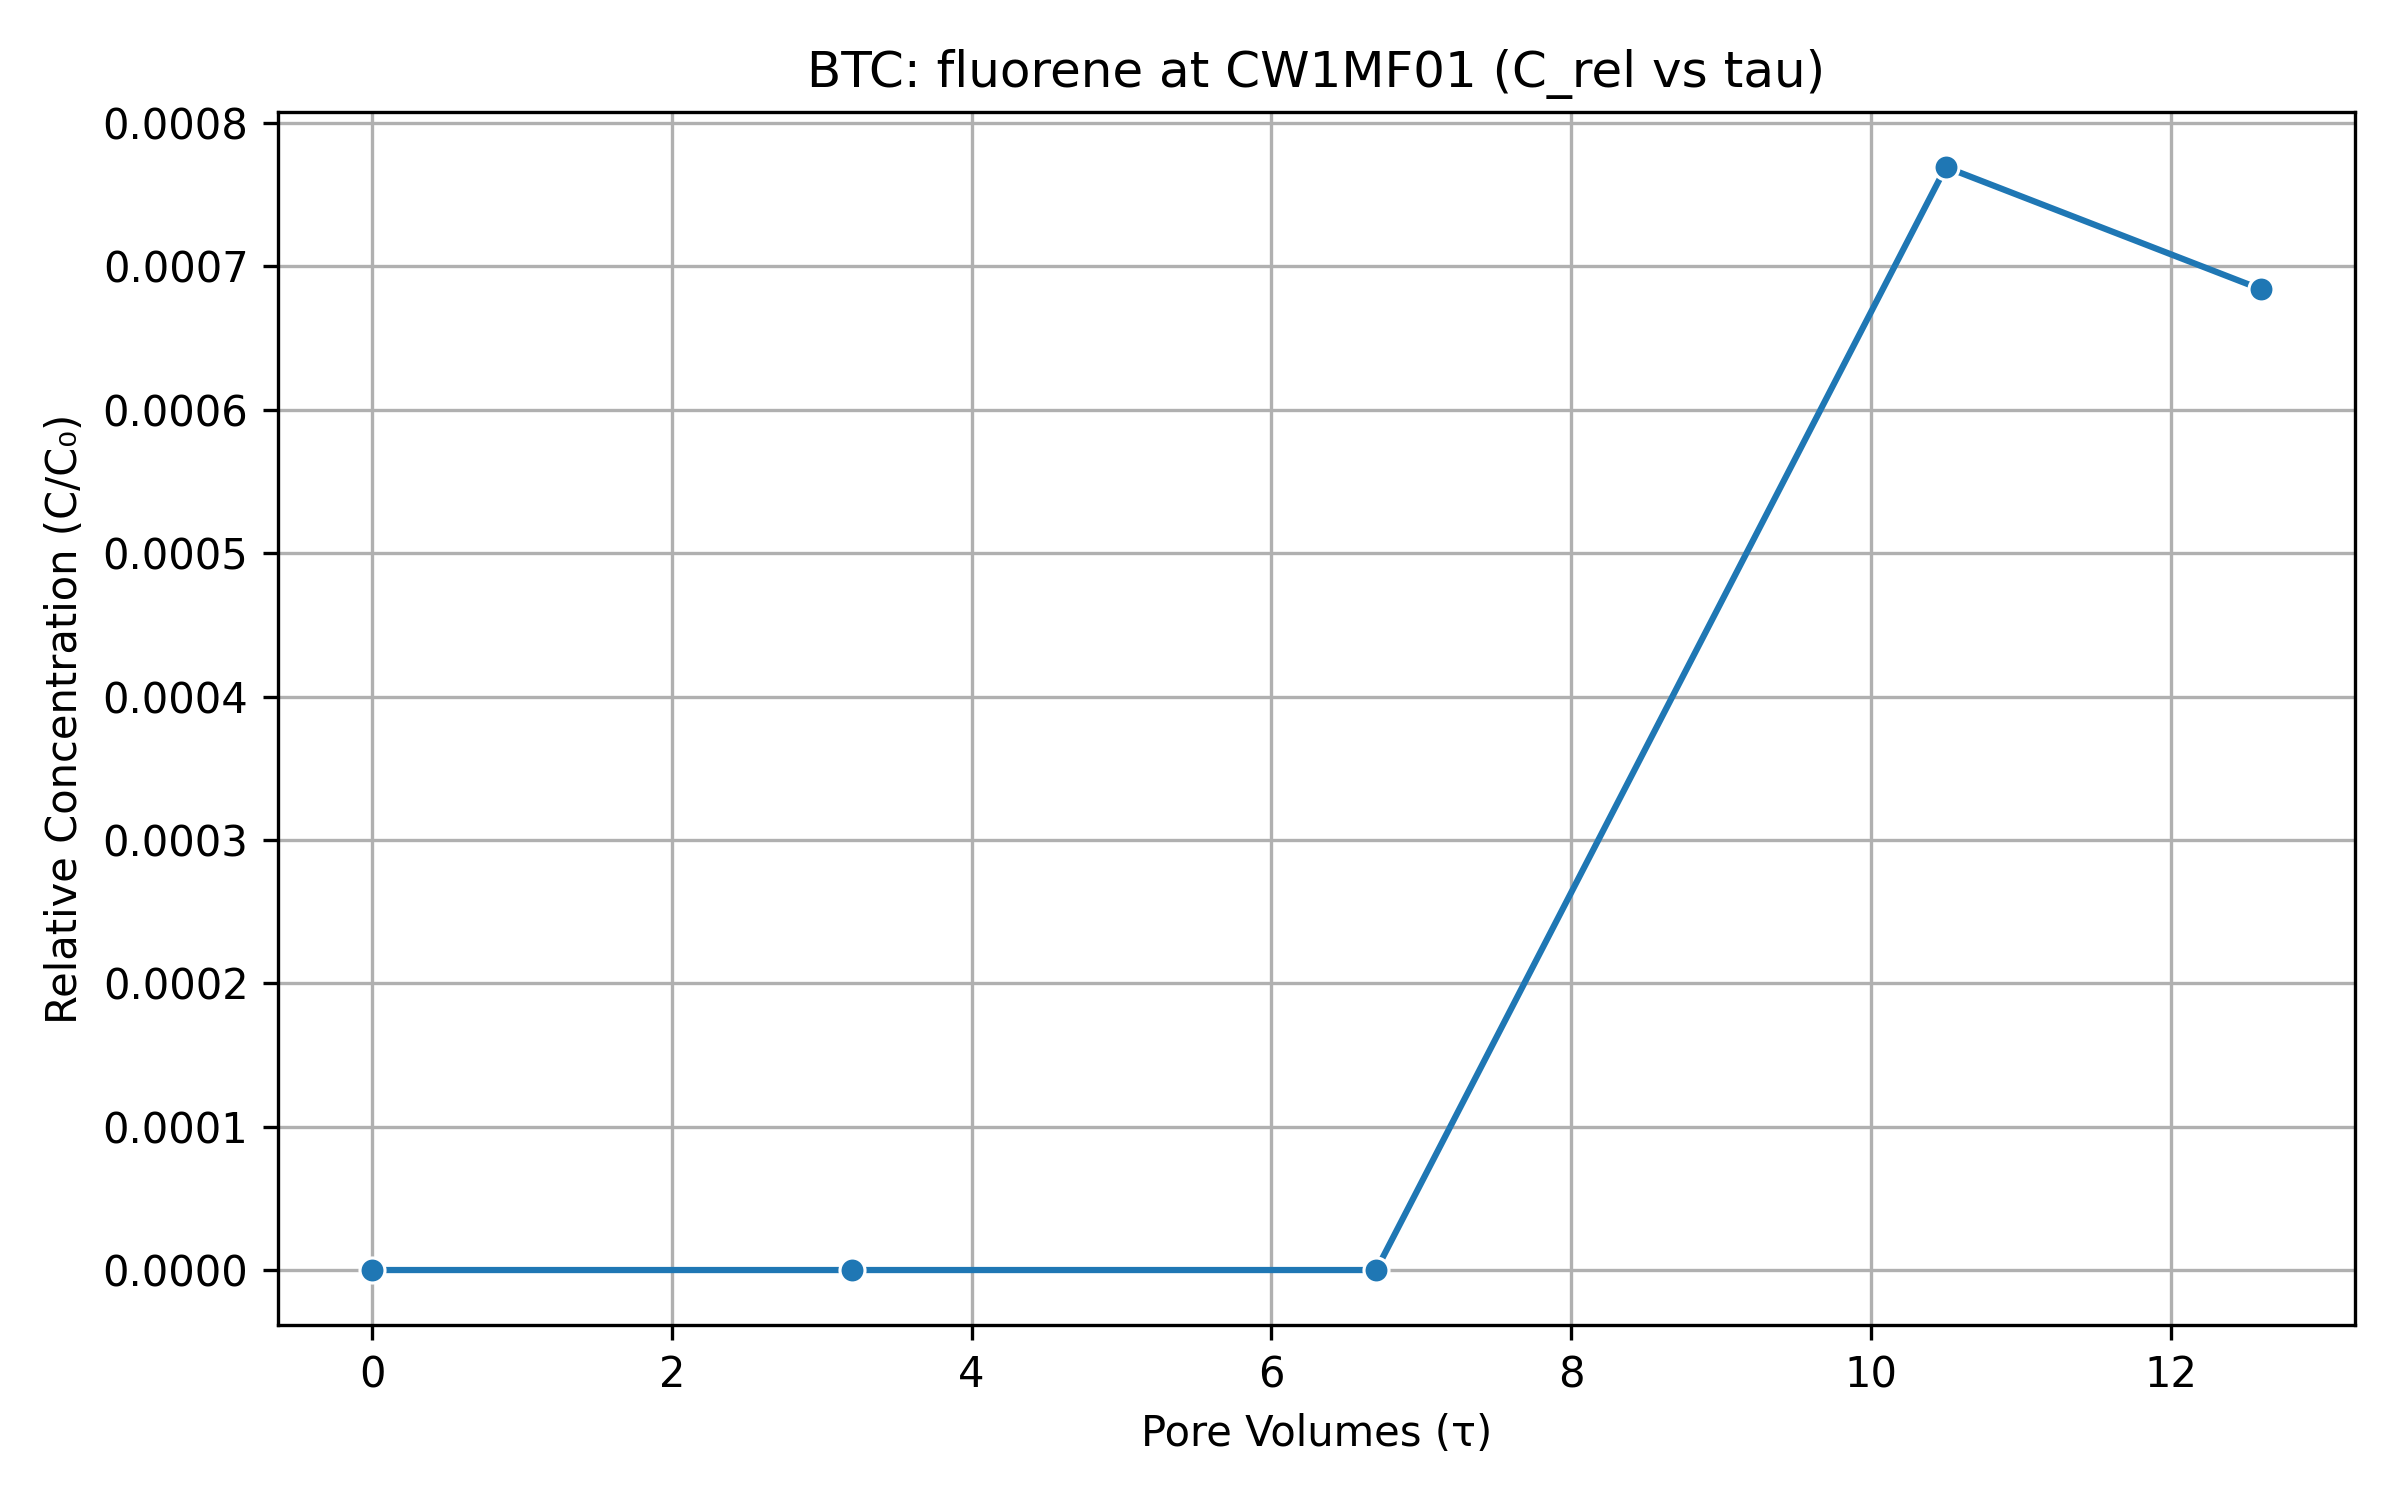 BTC: fluorene at CW1MF01 (C_rel vs tau)
Relative Concentration (C/C₀)
0.0008
0.0007
0.0006
0.0005
0.0004
0.0003
0.0002
0.0001
0.0000
0 2 4 6 8 10 12
Pore Volumes (τ)